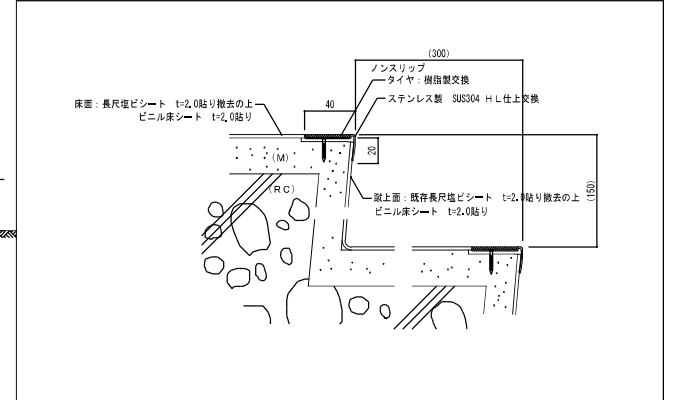 (300)
ノンスリップ
タイヤ：樹脂製交換
40
ステンレス製 SUS304 HL仕上交換
床面：長尺塩ビシート t=2.0貼り撤去の上
ビニル床シート t=2.0貼り
20
(M)
(RC)
蹴上面：既存長尺塩ビシート t=2.0貼り撤去の上
ビニル床シート t=2.0貼り
(150)